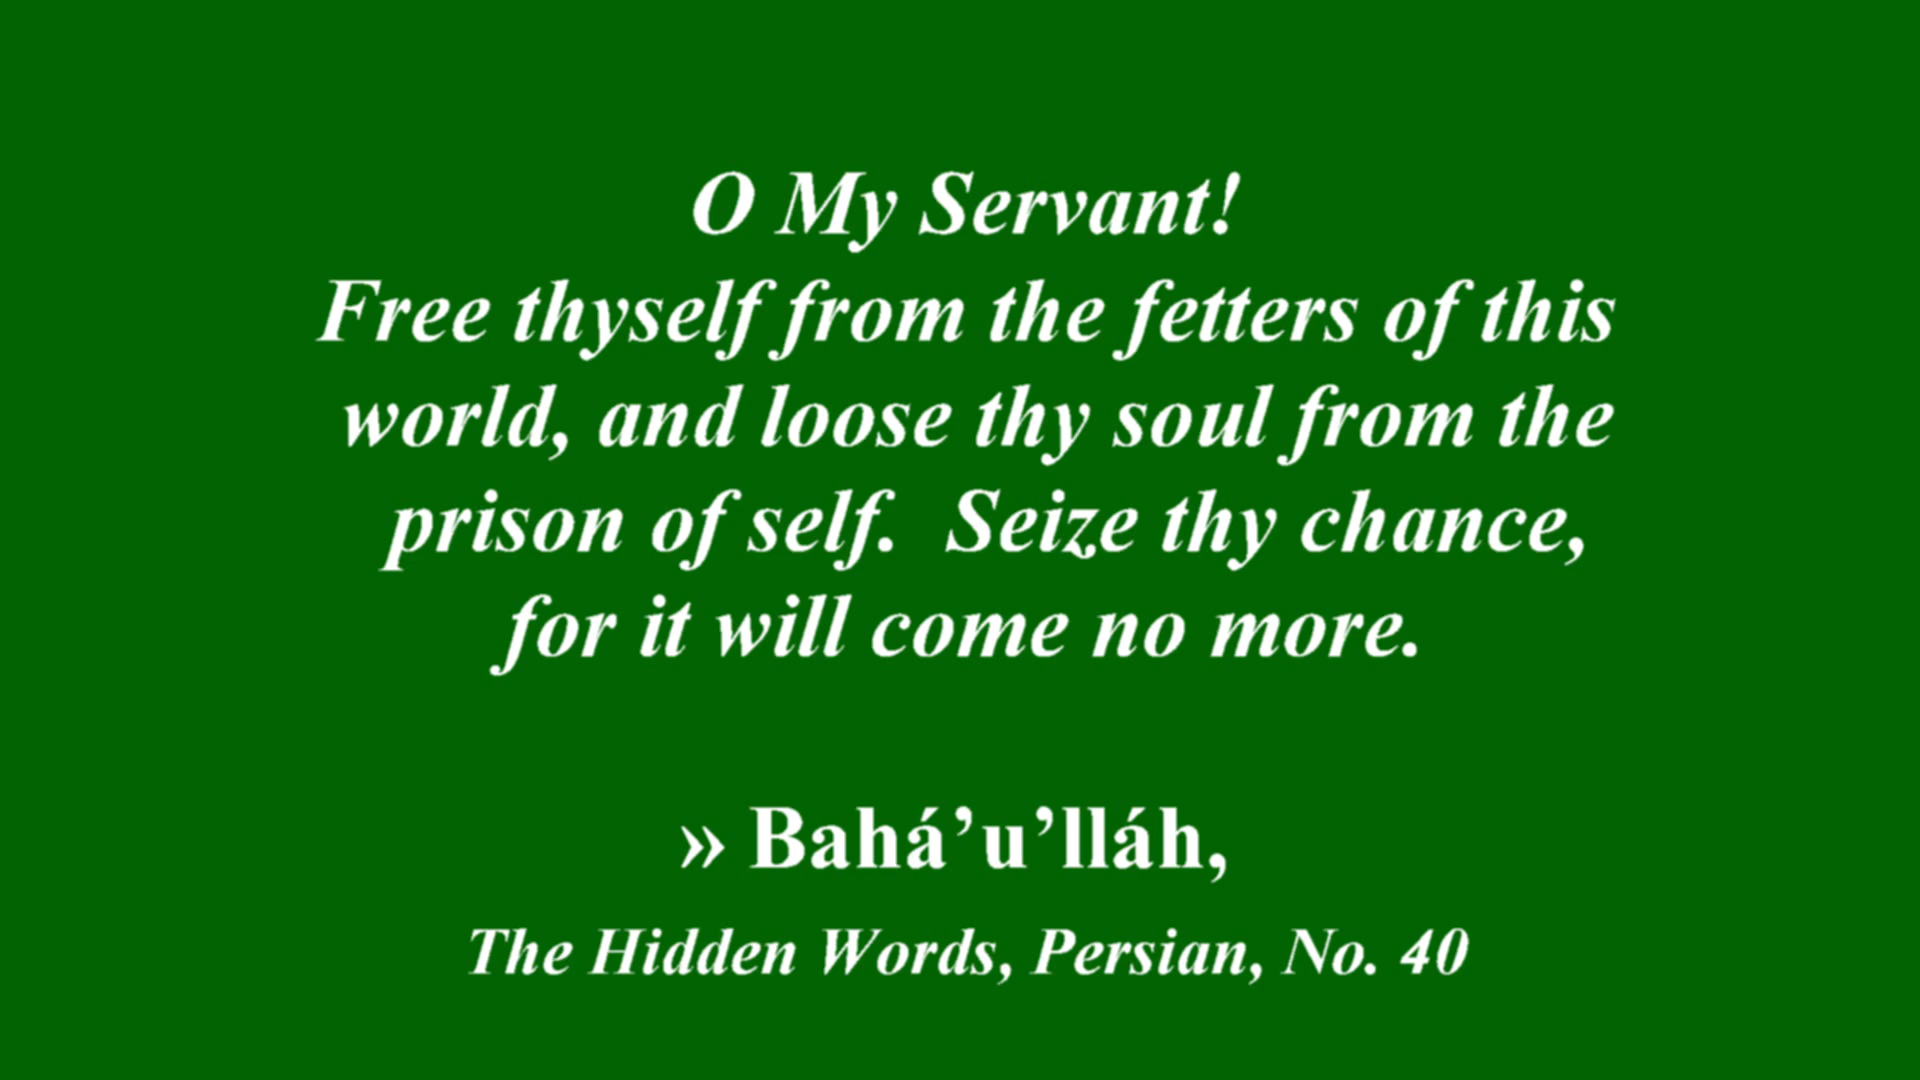 O My Servant!
Free thyself from the fetters of this
world, and loose thy soul from the
prison of self.  Seize thy chance,
for it will come no more.
» Bahá’u’lláh,
The Hidden Words, Persian, No. 40